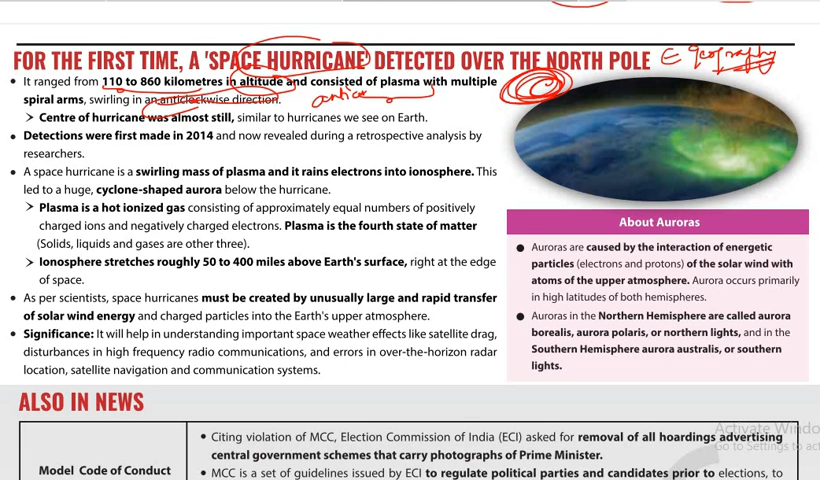 FOR THE FIRST TIME, A 'SPACE HURRICANE' DETECTED OVER THE NORTH POLE E geography
• It ranged from 110 to 860 kilometres in altitude and consisted of plasma with multiple
spiral arms, swirling in an anticlockwise direction.
➤ Centre of hurricane was almost still, similar to hurricanes we see on Earth.
• Detections were first made in 2014 and now revealed during a retrospective analysis by
researchers.
• A space hurricane is a swirling mass of plasma and it rains electrons into ionosphere. This
led to a huge, cyclone-shaped aurora below the hurricane.
➤ Plasma is a hot ionized gas consisting of approximately equal numbers of positively
charged ions and negatively charged electrons. Plasma is the fourth state of matter
(Solids, liquids and gases are other three).
➤ Ionosphere stretches roughly 50 to 400 miles above Earth's surface, right at the edge
of space.
• As per scientists, space hurricanes must be created by unusually large and rapid transfer
of solar wind energy and charged particles into the Earth's upper atmosphere.
• Significance: It will help in understanding important space weather effects like satellite drag,
disturbances in high frequency radio communications, and errors in over-the-horizon radar
location, satellite navigation and communication systems.
About Auroras
● Auroras are caused by the interaction of energetic
particles (electrons and protons) of the solar wind with
atoms of the upper atmosphere. Aurora occurs primarily
in high latitudes of both hemispheres.
● Auroras in the Northern Hemisphere are called aurora
borealis, aurora polaris, or northern lights, and in the
Southern Hemisphere aurora australis, or southern
lights.
ALSO IN NEWS
Model Code of Conduct
• Citing violation of MCC, Election Commission of India (ECI) asked for removal of all hoardings advertising
central government schemes that carry photographs of Prime Minister.
• MCC is a set of guidelines issued by ECI to regulate political parties and candidates prior to elections, to
Activate Windo
Go to Settings to act